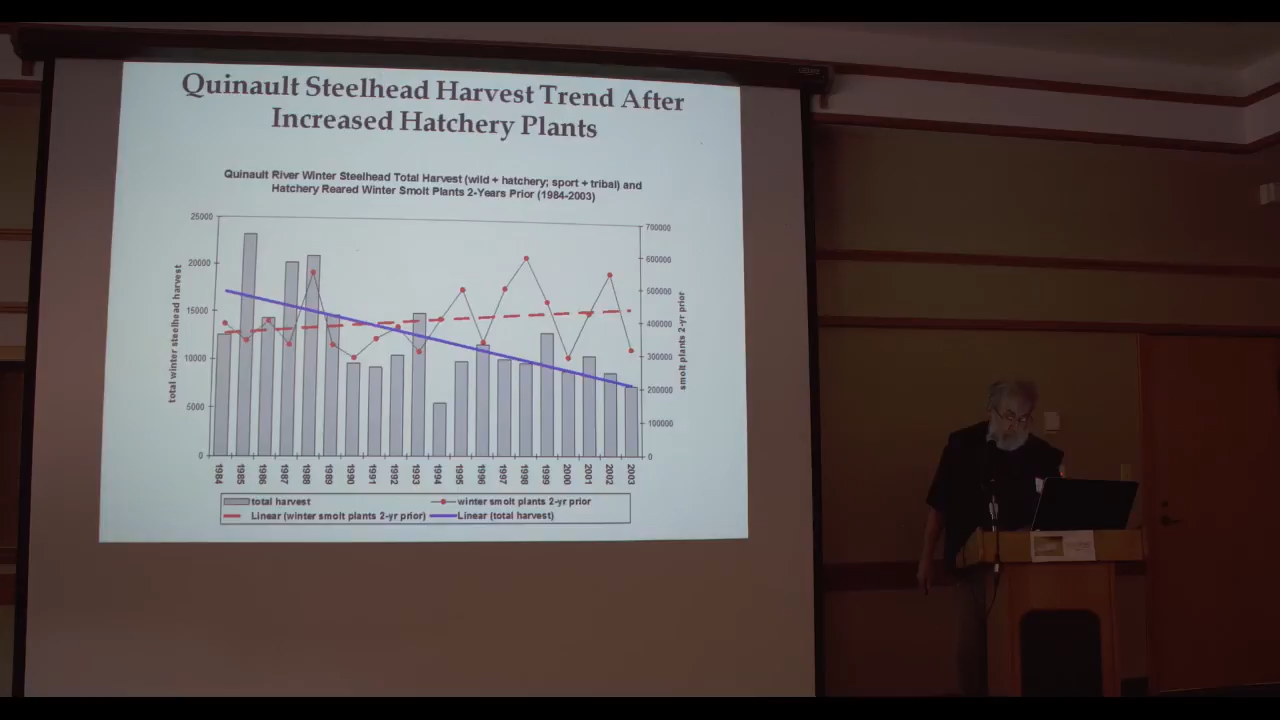 Quinault Steelhead Harvest Trend After
Increased Hatchery Plants
Quinault River Winter Steelhead Total Harvest (wild + hatchery; sport + tribal) and
Hatchery Reared Winter Smolt Plants 2-Years Prior (1984-2003)
25000
20000
15000
10000
5000
0
total winter steelhead harvest
700000
600000
500000
400000
300000
200000
100000
0
smolt plants 2-yr prior
1984 1985 1986 1987 1988 1989 1990 1991 1992 1993 1994 1995 1996 1997 1998 1999 2000 2001 2002 2003
total harvest winter smolt plants 2-yr prior
Linear (winter smolt plants 2-yr prior) Linear (total harvest)